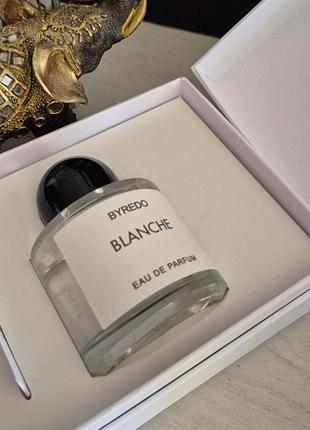 BYREDO
BLANCHE
EAU DE PARFUM